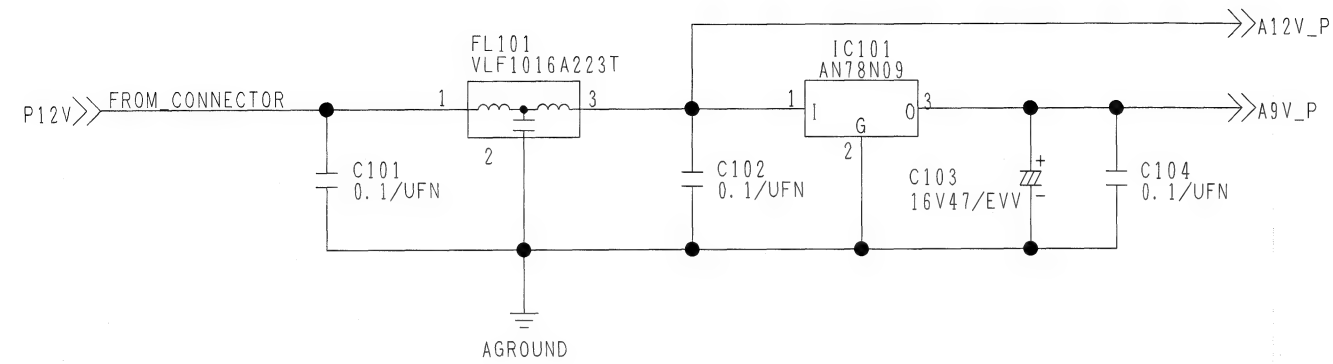 A12V_P
FL101
VLF1016A223T
IC101
AN78N09
P12V
FROM_CONNECTOR
1
3
1
I
O
3
A9V_P
G
2
2
C101
0.1/UFN
C102
0.1/UFN
C103
16V47/EVV
+
-
C104
0.1/UFN
AGROUND